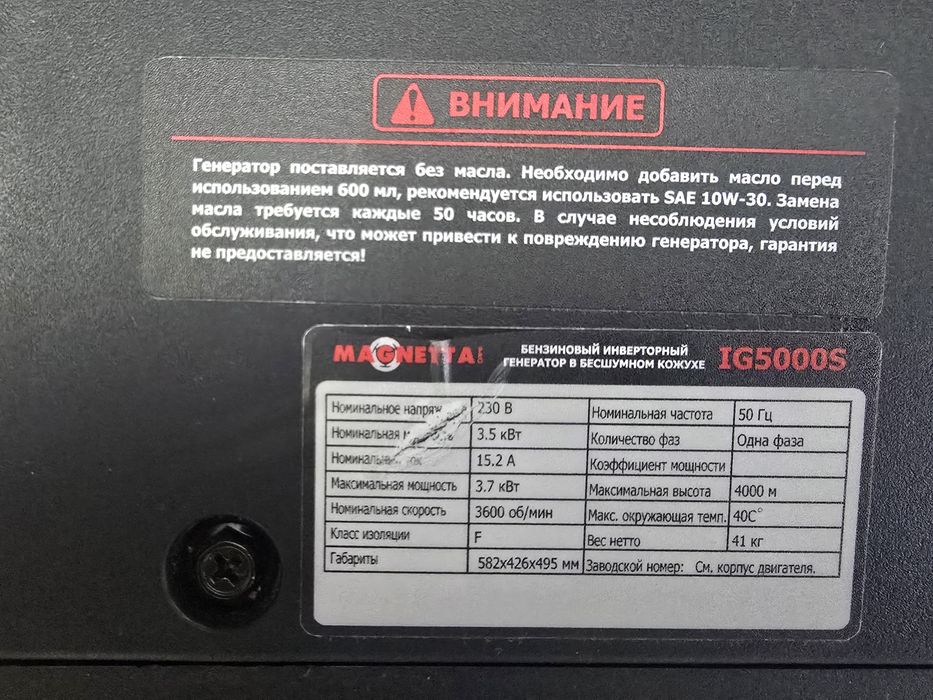 ВНИМАНИЕ
Генератор поставляется без масла. Необходимо добавить масло перед
использованием 600 мл, рекомендуется использовать SAE 10W-30. Замена
масла требуется каждые 50 часов. В случае несоблюдения условий
обслуживания, что может привести к повреждению генератора, гарантия
не предоставляется!
MAGNETTA
БЕНЗИНОВЫЙ ИНВЕРТОРНЫЙ
ГЕНЕРАТОР В БЕСШУМНОМ КОЖУХЕ IG5000S
Номинальное 230 В Номинальная частота 50 Гц
Номинальная 3.5 кВт Количество фаз Одна фаза
15.2 А Коэффициент мощности
Максимальная мощность 3.7 кВт Максимальная высота 4000 м
Номинальная скорость 3600 об/мин Макс. окружающая темп. 40С°
Класс изоляции F Вес нетто 41 кг
Габариты 582x426x495 мм Заводской номер: См. корпус двигателя.